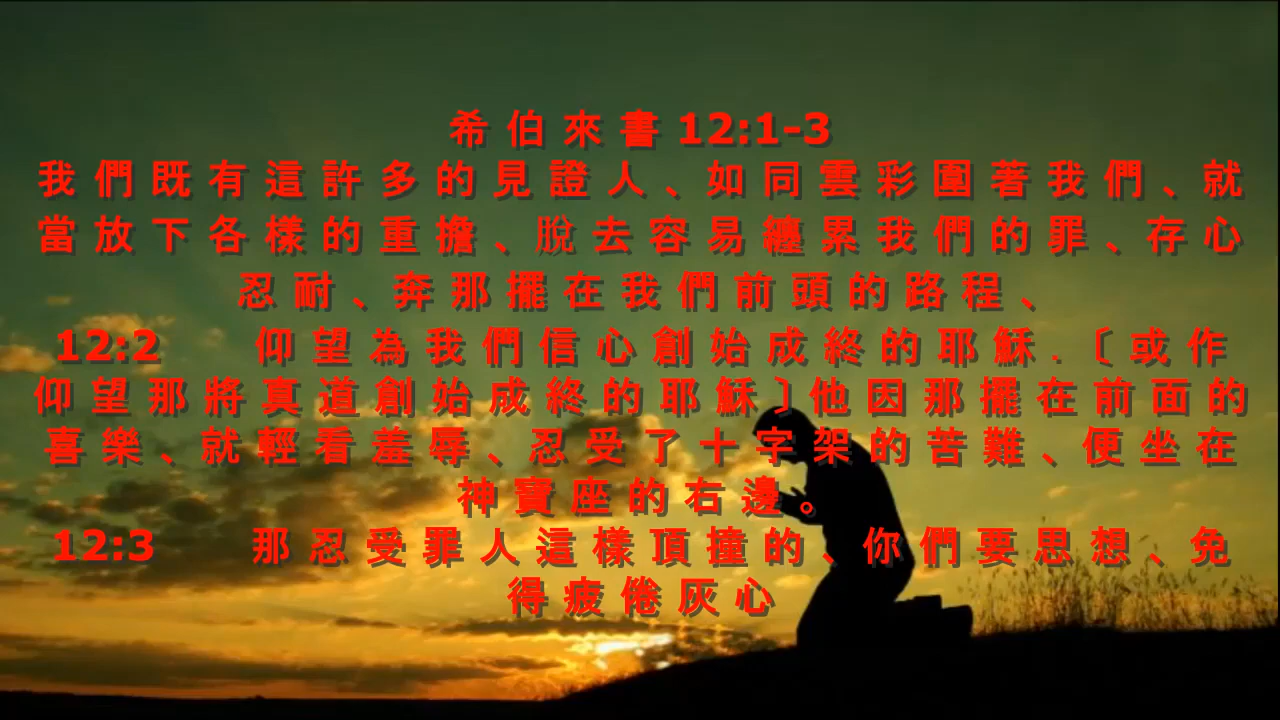 希伯來書12:1-3
我們既有這許多的見證人、如同雲彩圍著我們、就
當放下各樣的重擔、脫去容易纏累我們的罪、存心
忍耐、奔那擺在我們前頭的路程、
12:2 仰望為我們信心創始成終的耶穌．〔或作
仰望那將真道創始成終的耶穌〕他因那擺在前面的
喜樂、就輕看羞辱、忍受了十字架的苦難、便坐在
神寶座的右邊。
12:3 那忍受罪人這樣頂撞的、你們要思想、免
得疲倦灰心